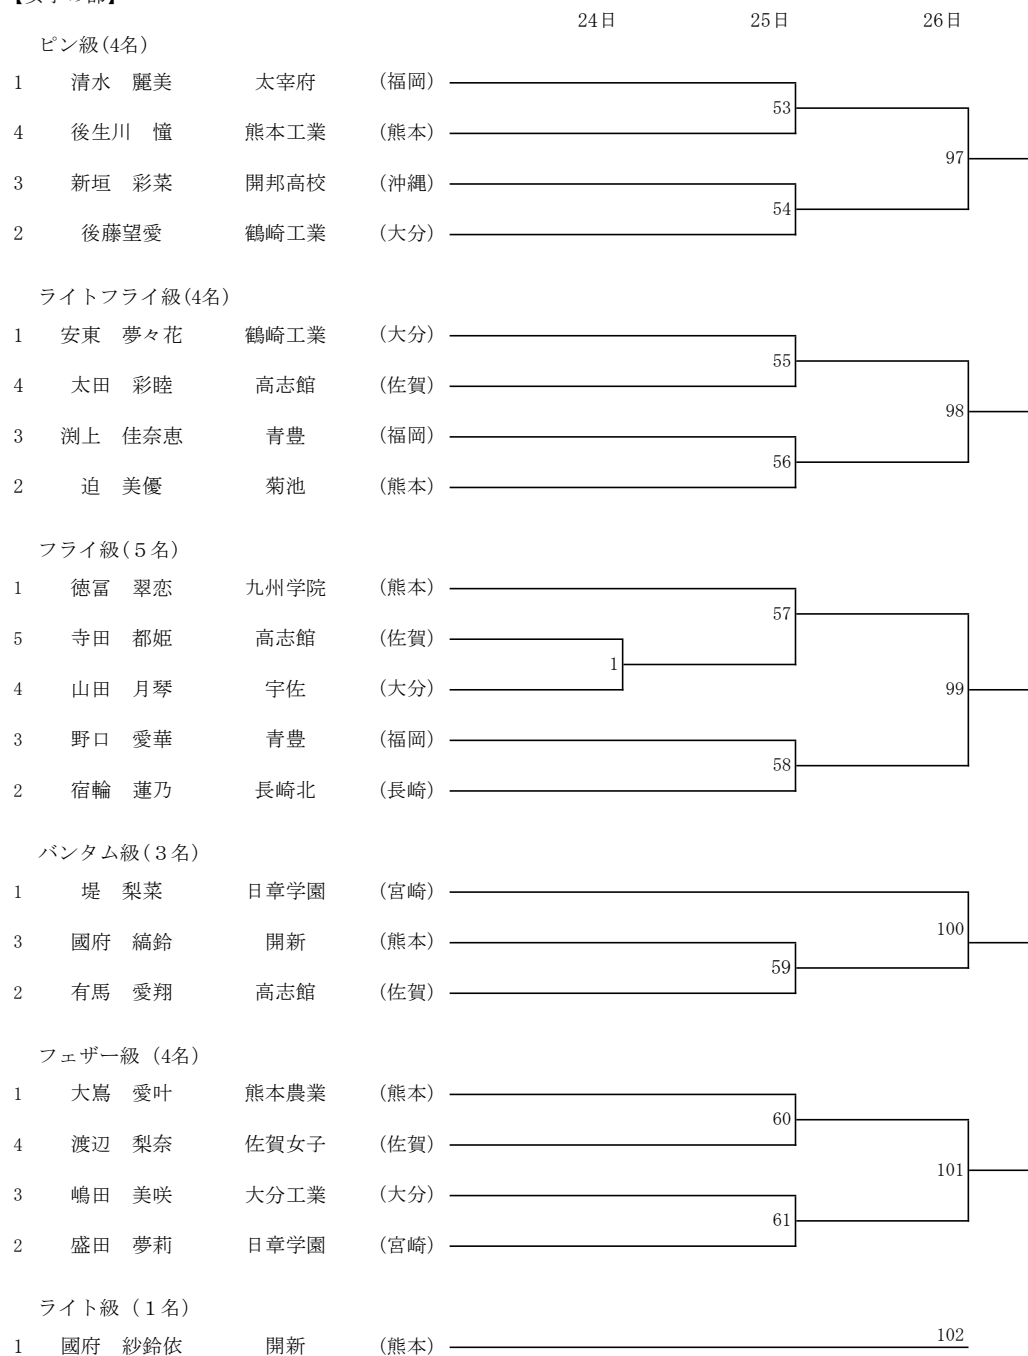 24日 25日 26日
ピン級(4名)
1 清水 麗美 太宰府 (福岡)
53
4 後生川 憧 熊本工業 (熊本)
97
3 新垣 彩菜 開邦高校 (沖縄)
54
2 後藤望愛 鶴崎工業 (大分)
ライトフライ級(4名)
1 安東 夢々花 鶴崎工業 (大分)
55
4 太田 彩睦 高志館 (佐賀)
98
3 渕上 佳奈恵 青豊 (福岡)
56
2 迫 美優 菊池 (熊本)
フライ級(5名)
1 徳冨 翠恋 九州学院 (熊本)
57
5 寺田 都姫 高志館 (佐賀)
1
4 山田 月琴 宇佐 (大分) 99
3 野口 愛華 青豊 (福岡)
58
2 宿輪 蓮乃 長崎北 (長崎)
バンタム級(3名)
1 堤 梨菜 日章学園 (宮崎)
100
3 國府 縞鈴 開新 (熊本)
59
2 有馬 愛翔 高志館 (佐賀)
フェザー級 (4名)
1 大嶌 愛叶 熊本農業 (熊本)
60
4 渡辺 梨奈 佐賀女子 (佐賀)
101
3 嶋田 美咲 大分工業 (大分)
61
2 盛田 夢莉 日章学園 (宮崎)
ライト級 (1名)
102
1 國府 紗鈴依 開新 (熊本)